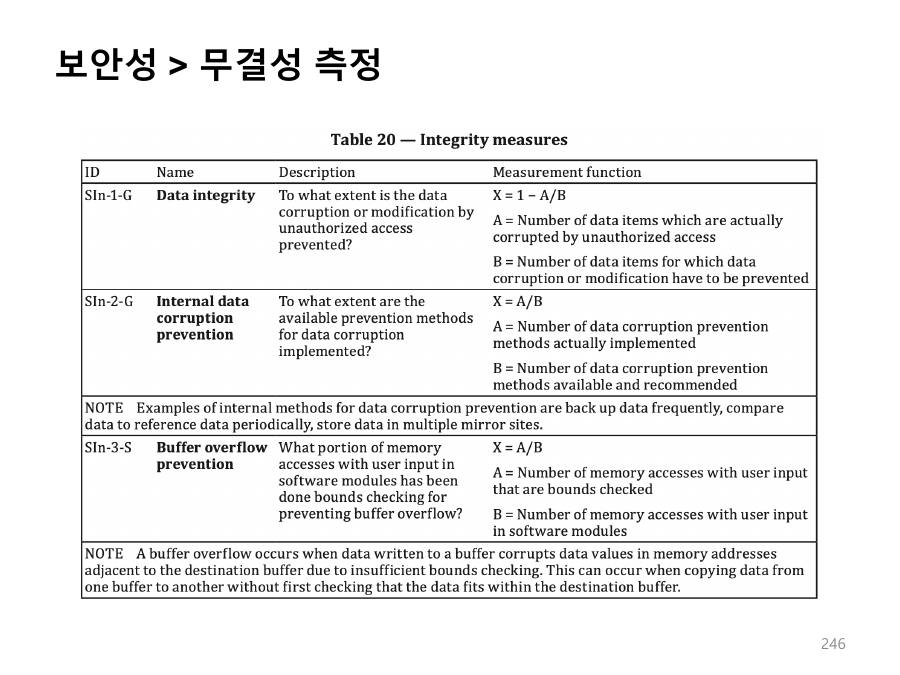 보안성 > 무결성 측정
Table 20 — Integrity measures
ID Name Description Measurement function
SIn-1-G Data integrity To what extent is the data corruption or modification by unauthorized access prevented? X = 1 – A/B
A = Number of data items which are actually corrupted by unauthorized access
B = Number of data items for which data corruption or modification have to be prevented
SIn-2-G Internal data corruption prevention To what extent are the available prevention methods for data corruption implemented? X = A/B
A = Number of data corruption prevention methods actually implemented
B = Number of data corruption prevention methods available and recommended
NOTE Examples of internal methods for data corruption prevention are back up data frequently, compare
data to reference data periodically, store data in multiple mirror sites.
SIn-3-S Buffer overflow prevention What portion of memory accesses with user input in software modules has been done bounds checking for preventing buffer overflow? X = A/B
A = Number of memory accesses with user input that are bounds checked
B = Number of memory accesses with user input in software modules
NOTE A buffer overflow occurs when data written to a buffer corrupts data values in memory addresses
adjacent to the destination buffer due to insufficient bounds checking. This can occur when copying data from
one buffer to another without first checking that the data fits within the destination buffer.
246